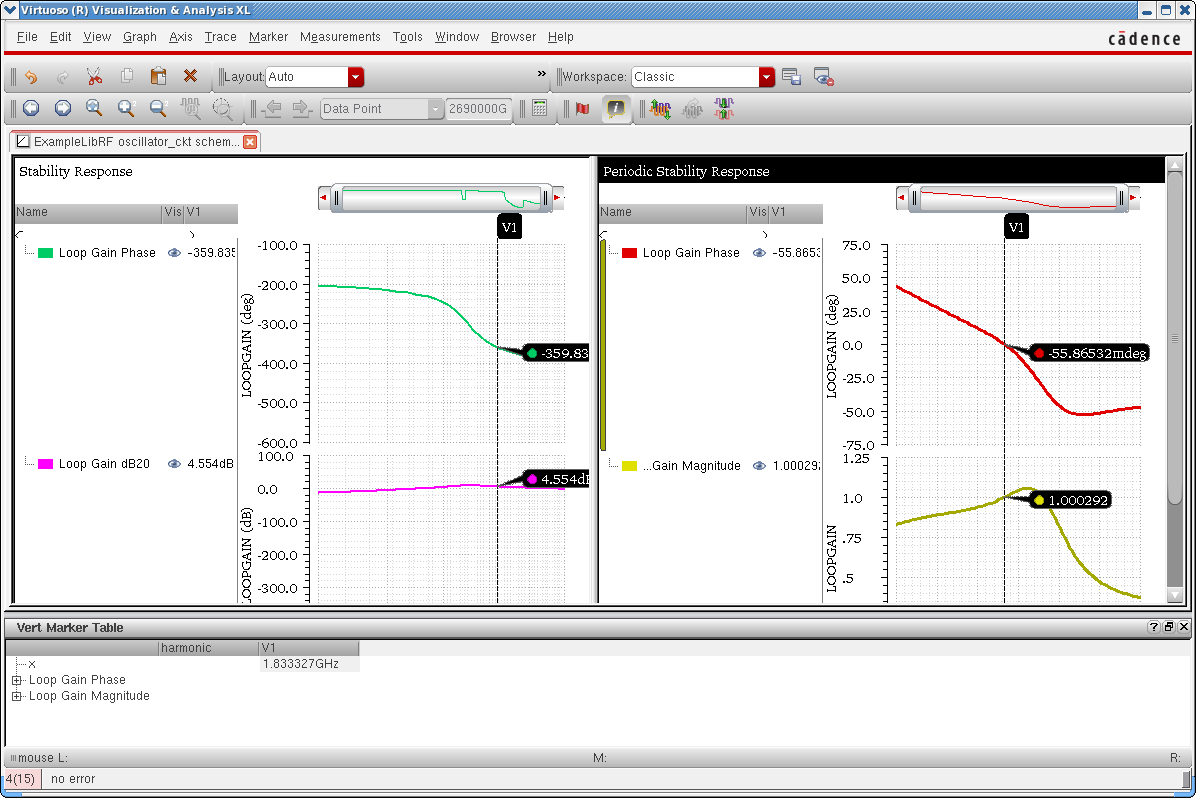 Virtuoso (R) Visualization & Analysis XL
File Edit View Graph Axis Trace Marker Measurements Tools Window Browser Help
cādence
Layout: Auto » Workspace: Classic
Data Point 2690000G
ExampleLibRF oscillator_ckt schem...
Stability Response
Name Vis V1
V1
Loop Gain Phase -359.835
-100.0
-200.0
-300.0
-400.0
-500.0
-600.0
LOOPGAIN (deg)
-359.83
Loop Gain dB20 4.554dB
100.0
0.0
-100.0
-200.0
-300.0
LOOPGAIN (dB)
4.554dB
Periodic Stability Response
Name Vis V1
V1
Loop Gain Phase -55.8653
75.0
50.0
25.0
0.0
-25.0
-50.0
-75.0
LOOPGAIN (deg)
-55.86532mdeg
...Gain Magnitude 1.000292
1.25
1.0
.75
.5
LOOPGAIN
1.000292
Vert Marker Table
harmonic V1
x 1.833327GHz
Loop Gain Phase
Loop Gain Magnitude
mouse L: M: R:
4(15) no error